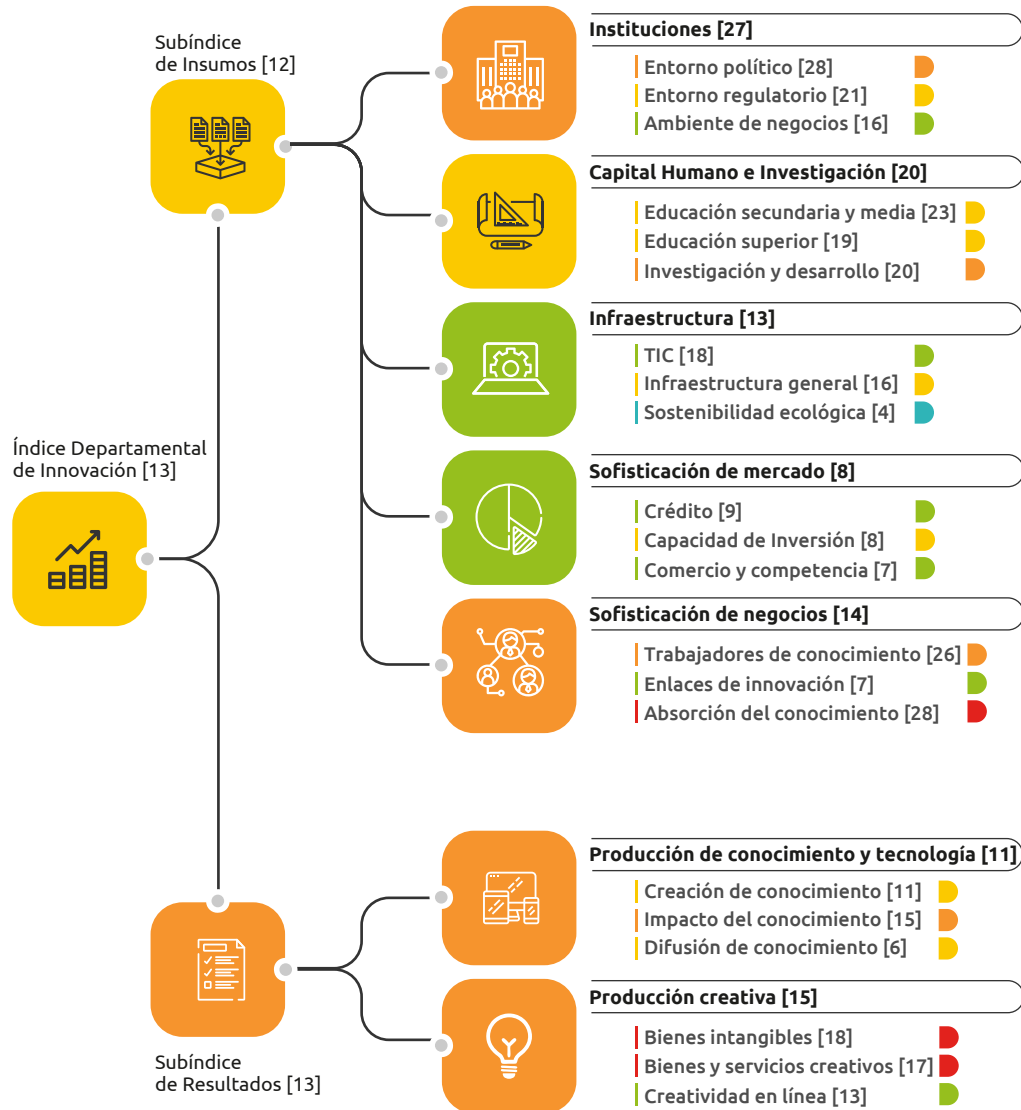 Subíndice
de Insumos [12]
Instituciones [27]
Entorno político [28]
Entorno regulatorio [21]
Ambiente de negocios [16]
Capital Humano e Investigación [20]
Educación secundaria y media [23]
Educación superior [19]
Investigación y desarrollo [20]
Infraestructura [13]
TIC [18]
Infraestructura general [16]
Sostenibilidad ecológica [4]
Índice Departamental
de Innovación [13]
Sofisticación de mercado [8]
Crédito [9]
Capacidad de Inversión [8]
Comercio y competencia [7]
Sofisticación de negocios [14]
Trabajadores de conocimiento [26]
Enlaces de innovación [7]
Absorción del conocimiento [28]
Producción de conocimiento y tecnología [11]
Creación de conocimiento [11]
Impacto del conocimiento [15]
Difusión de conocimiento [6]
Producción creativa [15]
Bienes intangibles [18]
Bienes y servicios creativos [17]
Creatividad en línea [13]
Subíndice
de Resultados [13]